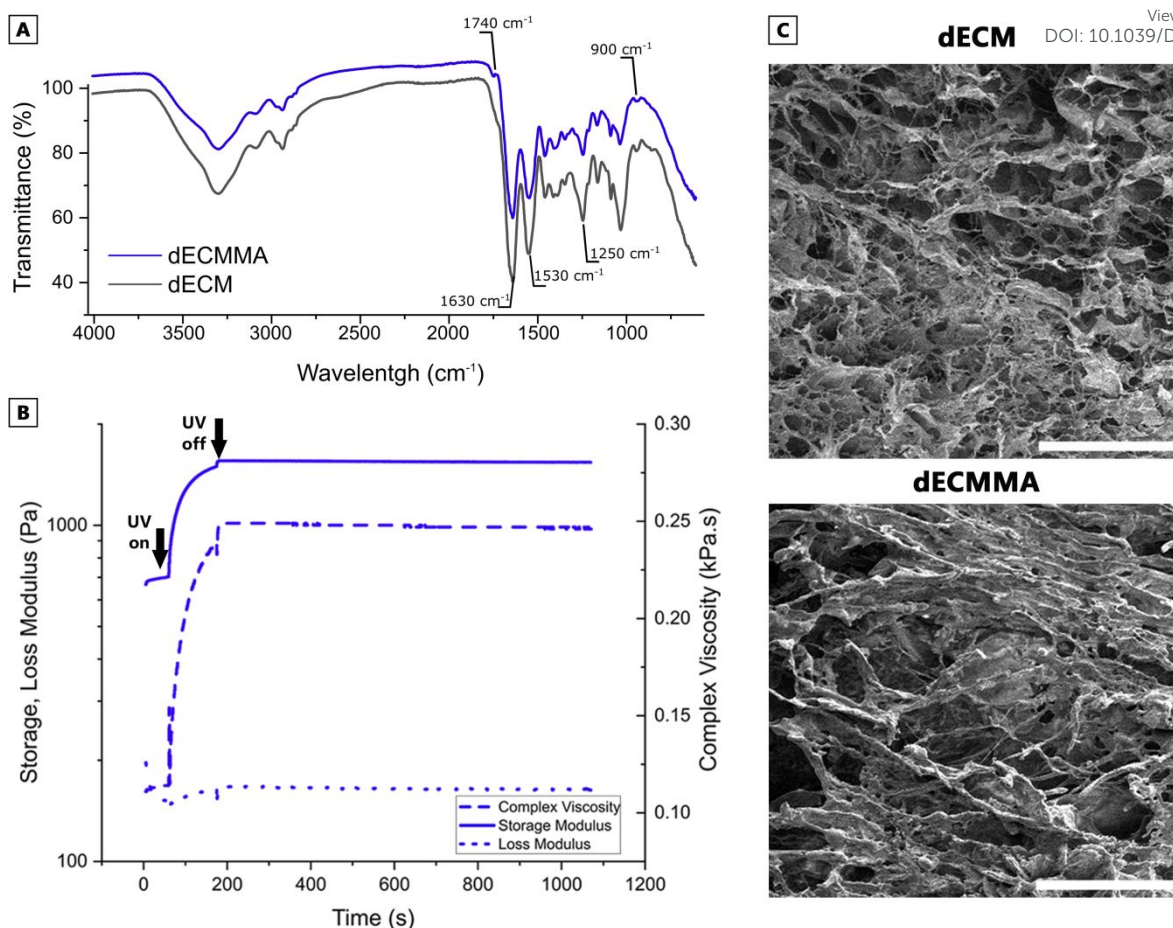 View
DOI: 10.1039/D
A
1740 cm⁻¹
900 cm⁻¹
100
80
60
40
Transmittance (%)
dECMMA
dECM
1250 cm⁻¹
1530 cm⁻¹
1630 cm⁻¹
4000
3500
3000
2500
2000
1500
1000
Wavelentgh (cm⁻¹)
B
UV
off
UV
on
1000
100
Storage, Loss Modulus (Pa)
0.30
0.25
0.20
0.15
0.10
Complex Viscosity (kPa.s)
Complex Viscosity
Storage Modulus
Loss Modulus
0
200
400
600
800
1000
1200
Time (s)
C
dECM
dECMMA